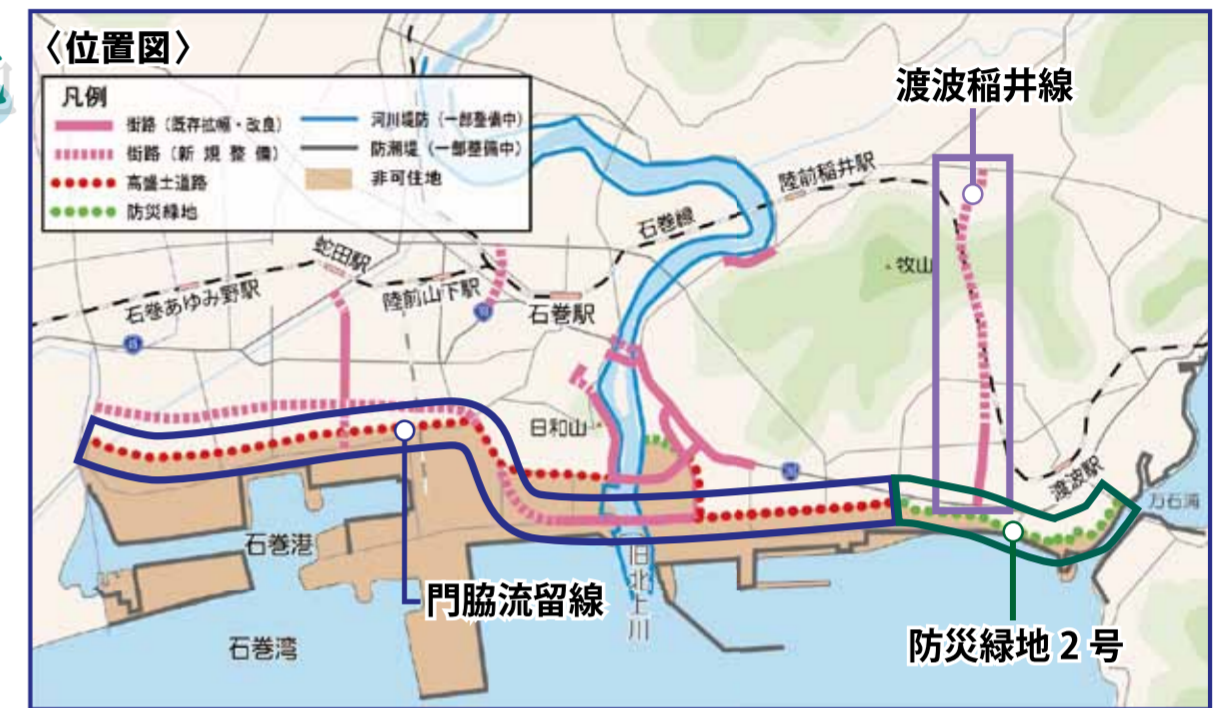 〈位置図〉
凡例
街路（既存拡幅・改良）
街路（新規整備）
高盛土道路
防災緑地
河川堤防（一部整備中）
防潮堤（一部整備中）
非可住地
渡波稲井線
陸前稲井駅
石巻線
牧山
蛇田駅
陸前山下駅
石巻あゆみ野駅
石巻駅
日和山
渡波駅
万石浦
石巻港
旧北上川
門脇流留線
石巻湾
防災緑地2号